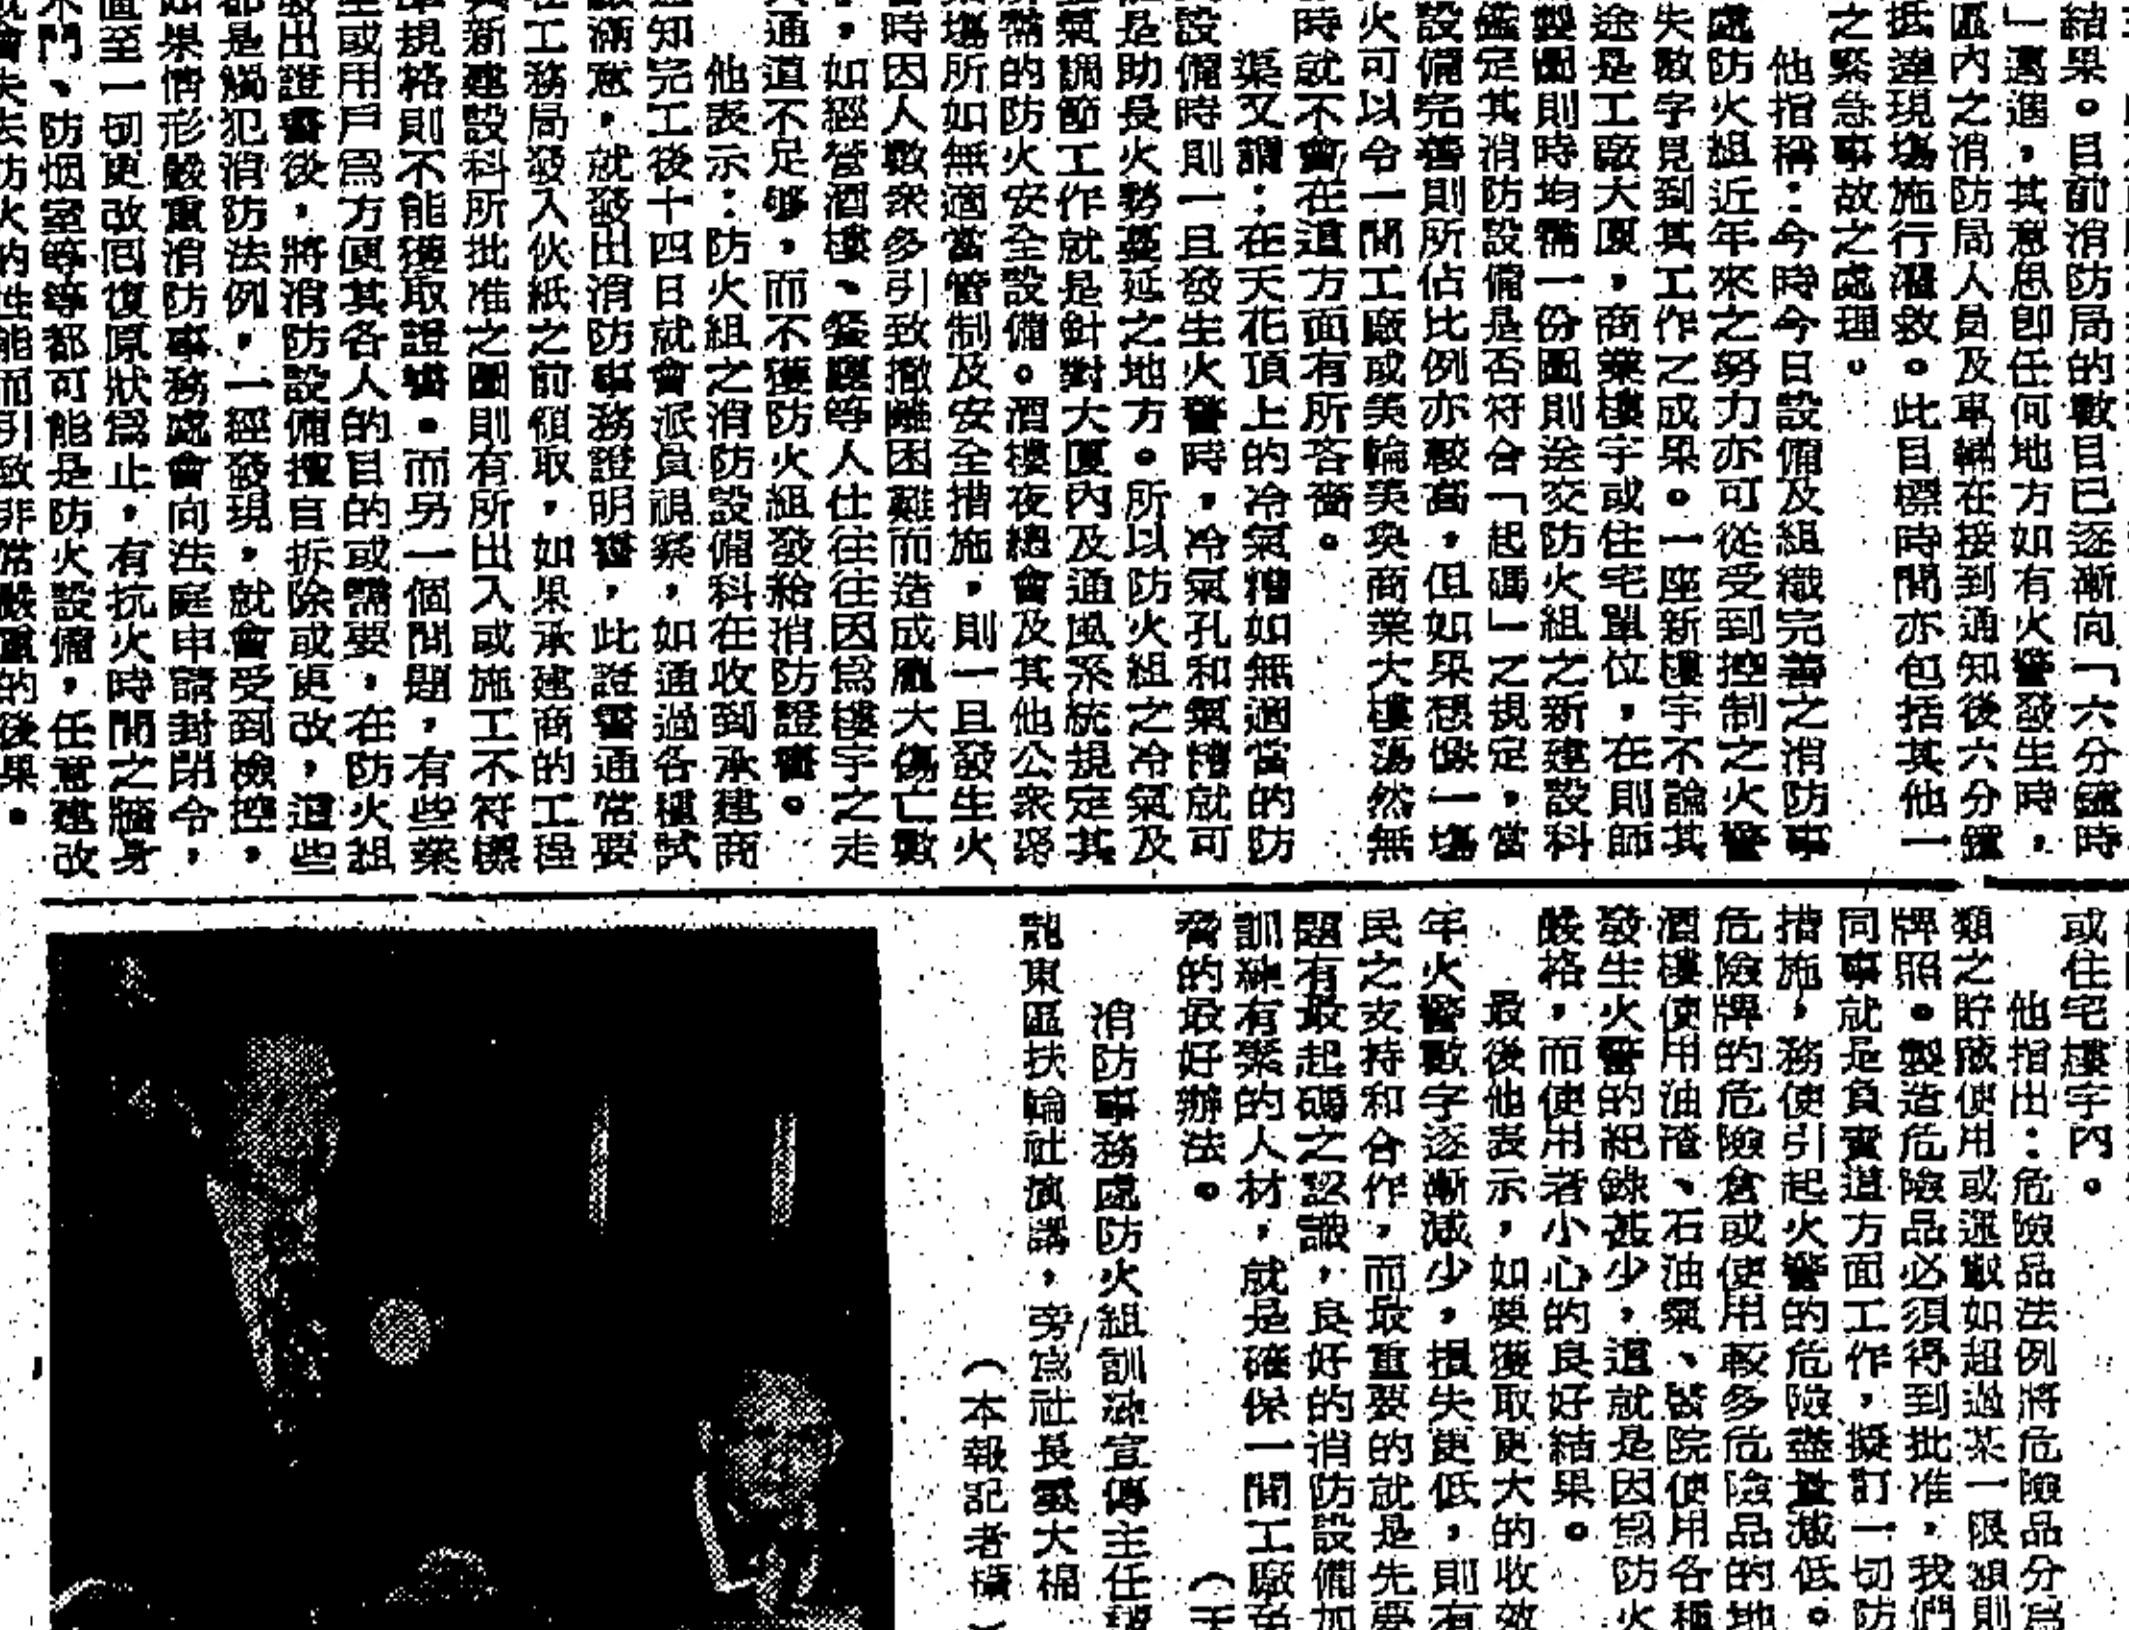 結果。目前消防局的數目已逐漸向「六分鐘時
」邁進，其意思卽任何地方如有火警發生時，
區內之消防局人員及車輛在接到通知後六分鐘
抵達現塲施行灌救。此目標時間亦包括其他一
之緊急事故之處理。
他指稱：今時今日設備及組織完善之消防事
處防火組近年來之努力亦可從受到控制之火警
失數字見到其工作之成果。一座新樓宇不論其
途是工廠大廈，商業樓宇或住宅單位，在則師
製圖則時均需一份圖則送交防火組之新建設科
鑑定其消防設備是否符合「起碼」之規定，當
設備完善則所佔比例亦較高，但如果想像一塲
火可以令一間工廠或美輪美奐商業大樓蕩然無
時就不會在這方面有所吝嗇。
渠又謂：在天花頂上的冷氣槽如無適當的防
設備時則一旦發生火警時，冷氣孔和氣槽就可
是助長火勢蔓延之地方。所以防火組之冷氣及
氣調節工作就是針對大廈內及通風系統規定其
所需的防火安全設備。酒樓夜總會及其他公衆場
塲所如無適當管制及安全措施，則一旦發生火
時因人數衆多引致撤離困難而造成龐大傷亡數
，如經營酒樓、餐廳等人仕往往因爲樓宇之走
通道不足够，而不獲防火組發給消防證書。
他表示：防火組之消防設備科在收到承建商
知完工後十四日就會派員視察，如通過各種試
滿意，就發出消防事務證明書，此證書通常要
工務局發入伙紙之前領取，如果承建商的工程
新建設科所批准之圖則有所出入或施工不符標
準規格則不能獲取證書。而另一個問題，有些業
主或用戶爲方便其各人的目的或需要，在防火組
發出證書後，將消防設備擅自拆除或更改，這些
都是觸犯消防法例，一經發現，就會受到檢控，
如果情形嚴重消防事務處會向法庭申請封閉令，
直至一切更改囘復原狀爲止，有抗火時間之牆身
木門、防烟室等等都可能是防火設備，任意建改
就會失去防火的性能而引致非常嚴重的後果。
或住宅樓宇內。
他指出：危險品法例將危險品分爲
類之貯藏使用或運載如超過某一限額則
牌照。製造危險品必須得到批准，我們
同事就是負責這方面工作，擬訂一切防
措施，務使引起火警的危險盡量減低。
危險牌的危險倉或使用較多危險品的地
酒樓使用油渣、石油氣、醫院使用各種
發生火警的紀錄甚少，這就是因爲防火
嚴格，而使用者小心的良好結果。
最後他表示，如要獲取更大的收效
年火警數字逐漸減少，損失更低，則有
民之支持和合作，而最重要的就是先要
題有最起碼之認識，良好的消防設備加
訓練有素的人材，就是確保一間工廠免
脅的最好辦法。
消防事務處防火組訓練宣傳主任
龍東區扶輪社演講，旁爲社長
（本報記者攝